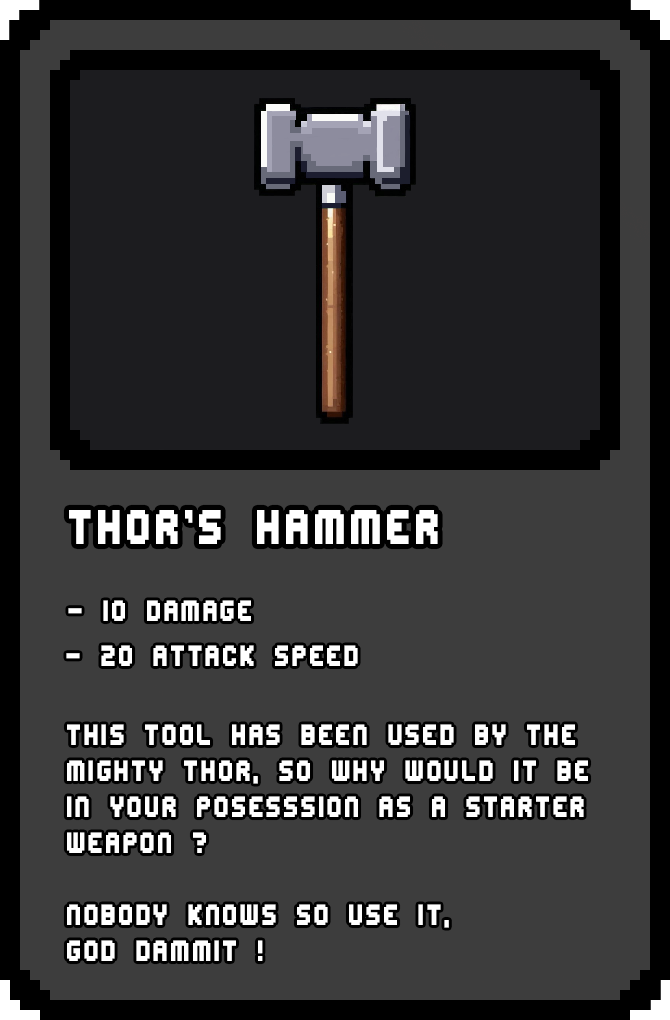 THOR'S HAMMER
- 10 DAMAGE
- 20 ATTACK SPEED
THIS TOOL HAS BEEN USED BY THE
MIGHTY THOR, SO WHY WOULD IT BE
IN YOUR POSESSSION AS A STARTER
WEAPON ?
NOBODY KNOWS SO USE IT,
GOD DAMMIT !